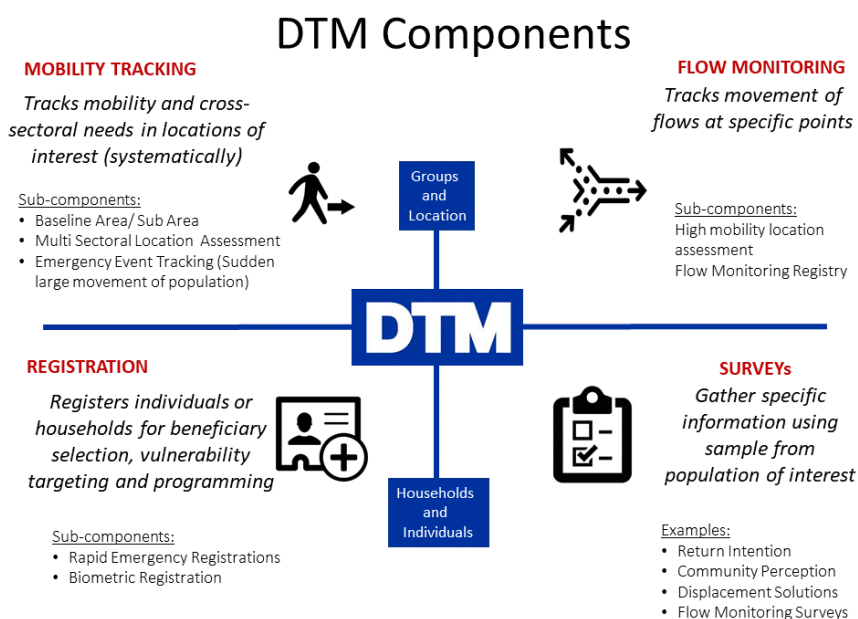 DTM Components
MOBILITY TRACKING
Tracks mobility and cross-
sectoral needs in locations of
interest (systematically)
Sub-components:
• Baseline Area/ Sub Area
• Multi Sectoral Location Assessment
• Emergency Event Tracking (Sudden
large movement of population)
Groups
and
Location
FLOW MONITORING
Tracks movement of
flows at specific points
Sub-components:
High mobility location
assessment
Flow Monitoring Registry
DTM
REGISTRATION
Registers individuals or
households for beneficiary
selection, vulnerability
targeting and programming
Sub-components:
• Rapid Emergency Registrations
• Biometric Registration
Households
and
Individuals
SURVEYs
Gather specific
information using
sample from
population of interest
Examples:
• Return Intention
• Community Perception
• Displacement Solutions
• Flow Monitoring Surveys